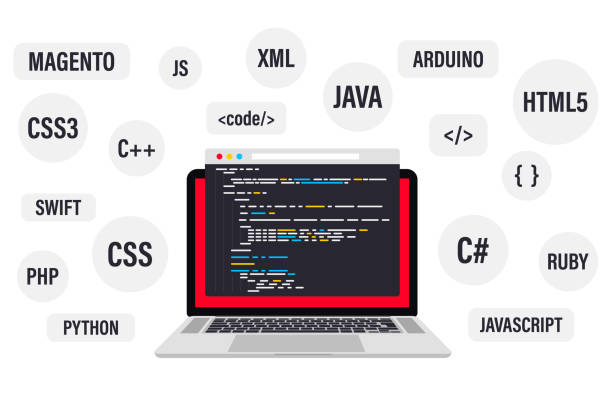 MAGENTO
JS
XML
ARDUINO
CSS3
C++
<code/>
JAVA
</>
HTML5
{ }
SWIFT
CSS
C#
PHP
RUBY
PYTHON
JAVASCRIPT